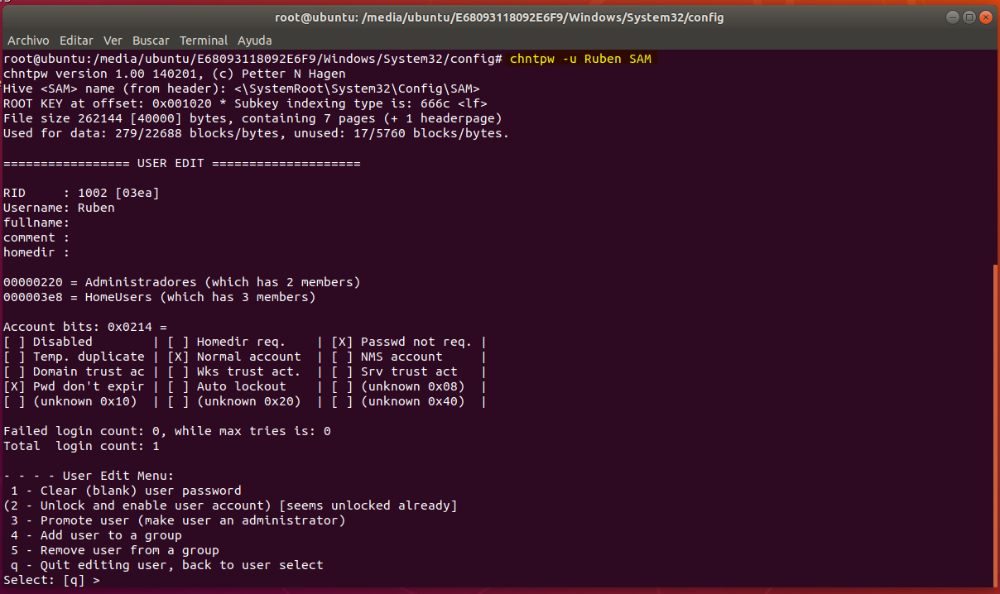 root@ubuntu: /media/ubuntu/E68093118092E6F9/Windows/System32/config
Archivo Editar Ver Buscar Terminal Ayuda
root@ubuntu:/media/ubuntu/E68093118092E6F9/Windows/System32/config# chntpw -u Ruben SAM
chntpw version 1.00 140201, (c) Petter N Hagen
Hive <SAM> name (from header): <\SystemRoot\System32\Config\SAM>
ROOT KEY at offset: 0x001020 * Subkey indexing type is: 666c <lf>
File size 262144 [40000] bytes, containing 7 pages (+ 1 headerpage)
Used for data: 279/22688 blocks/bytes, unused: 17/5760 blocks/bytes.
================= USER EDIT ====================
RID     : 1002 [03ea]
Username: Ruben
fullname:
comment :
homedir :
00000220 = Administradores (which has 2 members)
000003e8 = HomeUsers (which has 3 members)
Account bits: 0x0214 =
[ ] Disabled        | [ ] Homedir req.    | [X] Passwd not req. |
[ ] Temp. duplicate | [X] Normal account  | [ ] NMS account     |
[ ] Domain trust ac | [ ] Wks trust act.  | [ ] Srv trust act   |
[X] Pwd don't expir | [ ] Auto lockout    | [ ] (unknown 0x08)  |
[ ] (unknown 0x10)  | [ ] (unknown 0x20)  | [ ] (unknown 0x40)  |
Failed login count: 0, while max tries is: 0
Total  login count: 1
- - - - User Edit Menu:
 1 - Clear (blank) user password
(2 - Unlock and enable user account) [seems unlocked already]
 3 - Promote user (make user an administrator)
 4 - Add user to a group
 5 - Remove user from a group
 q - Quit editing user, back to user select
Select: [q] >